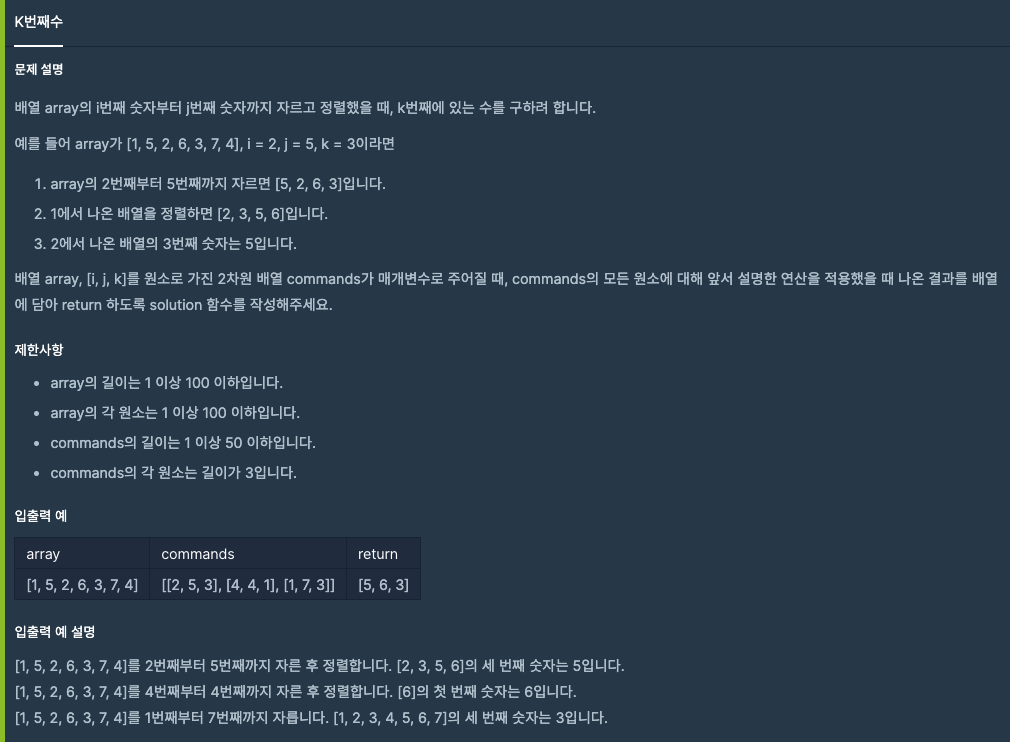 K번째수
문제 설명
배열 array의 i번째 숫자부터 j번째 숫자까지 자르고 정렬했을 때, k번째에 있는 수를 구하려 합니다.
예를 들어 array가 [1, 5, 2, 6, 3, 7, 4], i = 2, j = 5, k = 3이라면
1. array의 2번째부터 5번째까지 자르면 [5, 2, 6, 3]입니다.
2. 1에서 나온 배열을 정렬하면 [2, 3, 5, 6]입니다.
3. 2에서 나온 배열의 3번째 숫자는 5입니다.
배열 array, [i, j, k]를 원소로 가진 2차원 배열 commands가 매개변수로 주어질 때, commands의 모든 원소에 대해 앞서 설명한 연산을 적용했을 때 나온 결과를 배열
에 담아 return 하도록 solution 함수를 작성해주세요.
제한사항
• array의 길이는 1 이상 100 이하입니다.
• array의 각 원소는 1 이상 100 이하입니다.
• commands의 길이는 1 이상 50 이하입니다.
• commands의 각 원소는 길이가 3입니다.
입출력 예
array commands return
[1, 5, 2, 6, 3, 7, 4] [[2, 5, 3], [4, 4, 1], [1, 7, 3]] [5, 6, 3]
입출력 예 설명
[1, 5, 2, 6, 3, 7, 4]를 2번째부터 5번째까지 자른 후 정렬합니다. [2, 3, 5, 6]의 세 번째 숫자는 5입니다.
[1, 5, 2, 6, 3, 7, 4]를 4번째부터 4번째까지 자른 후 정렬합니다. [6]의 첫 번째 숫자는 6입니다.
[1, 5, 2, 6, 3, 7, 4]를 1번째부터 7번째까지 자릅니다. [1, 2, 3, 4, 5, 6, 7]의 세 번째 숫자는 3입니다.